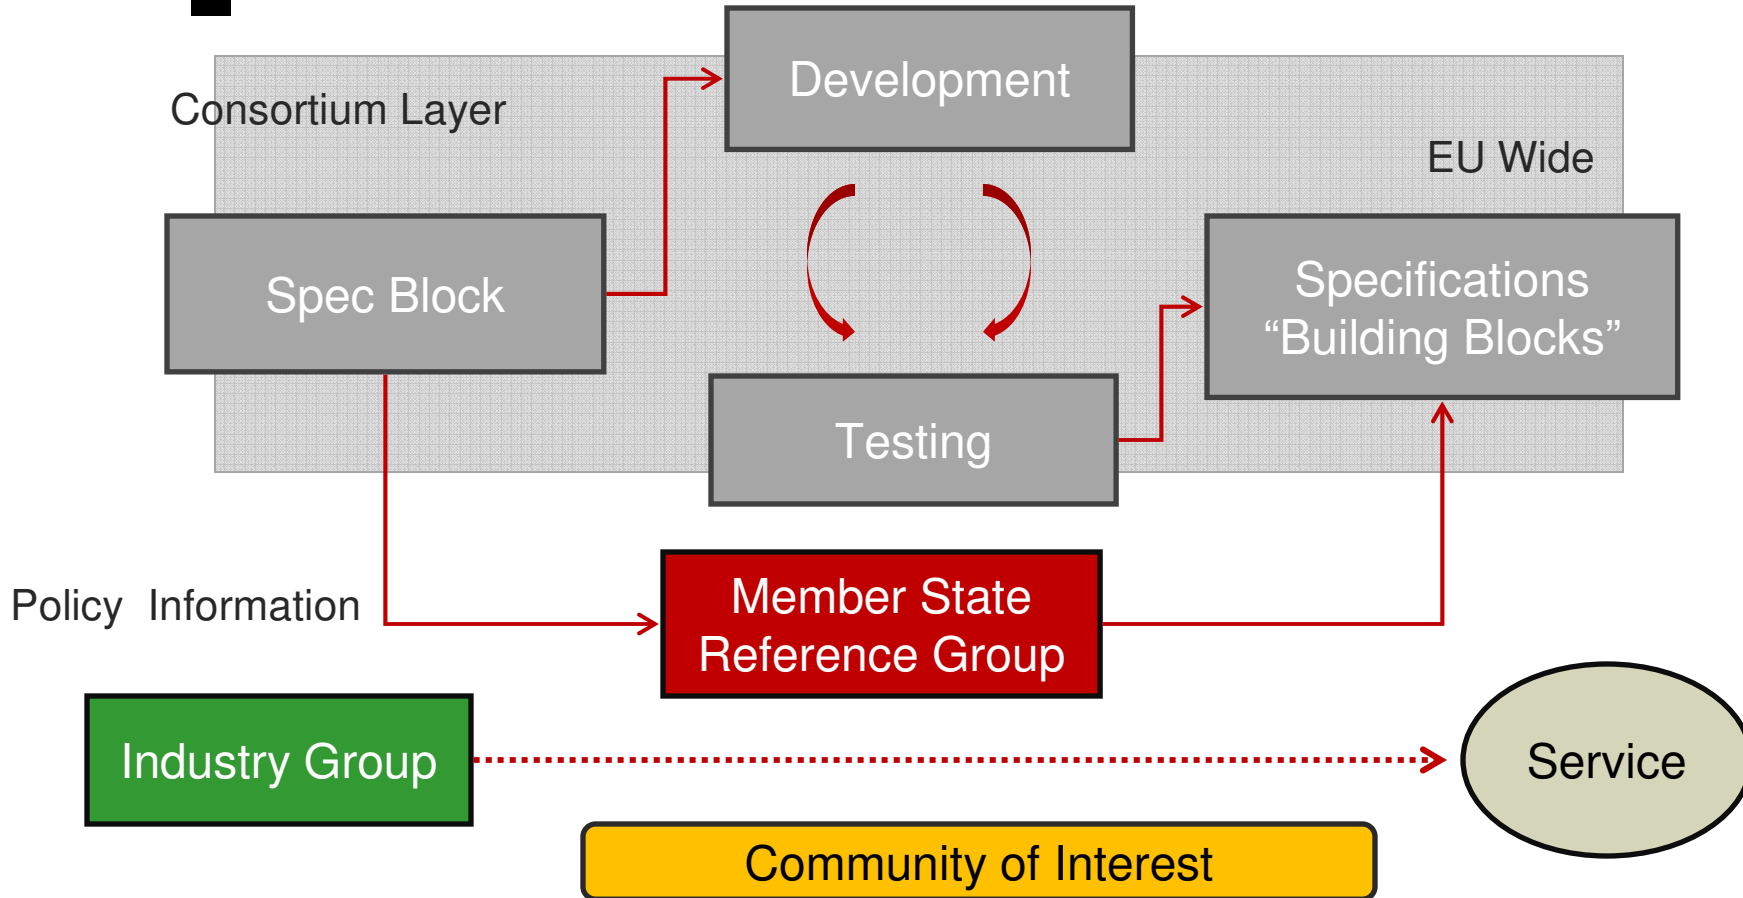 Development
Consortium Layer
EU Wide
Spec Block
Specifications
“Building Blocks”
Testing
Policy  Information
Member State
Reference Group
Industry Group
Service
Community of Interest